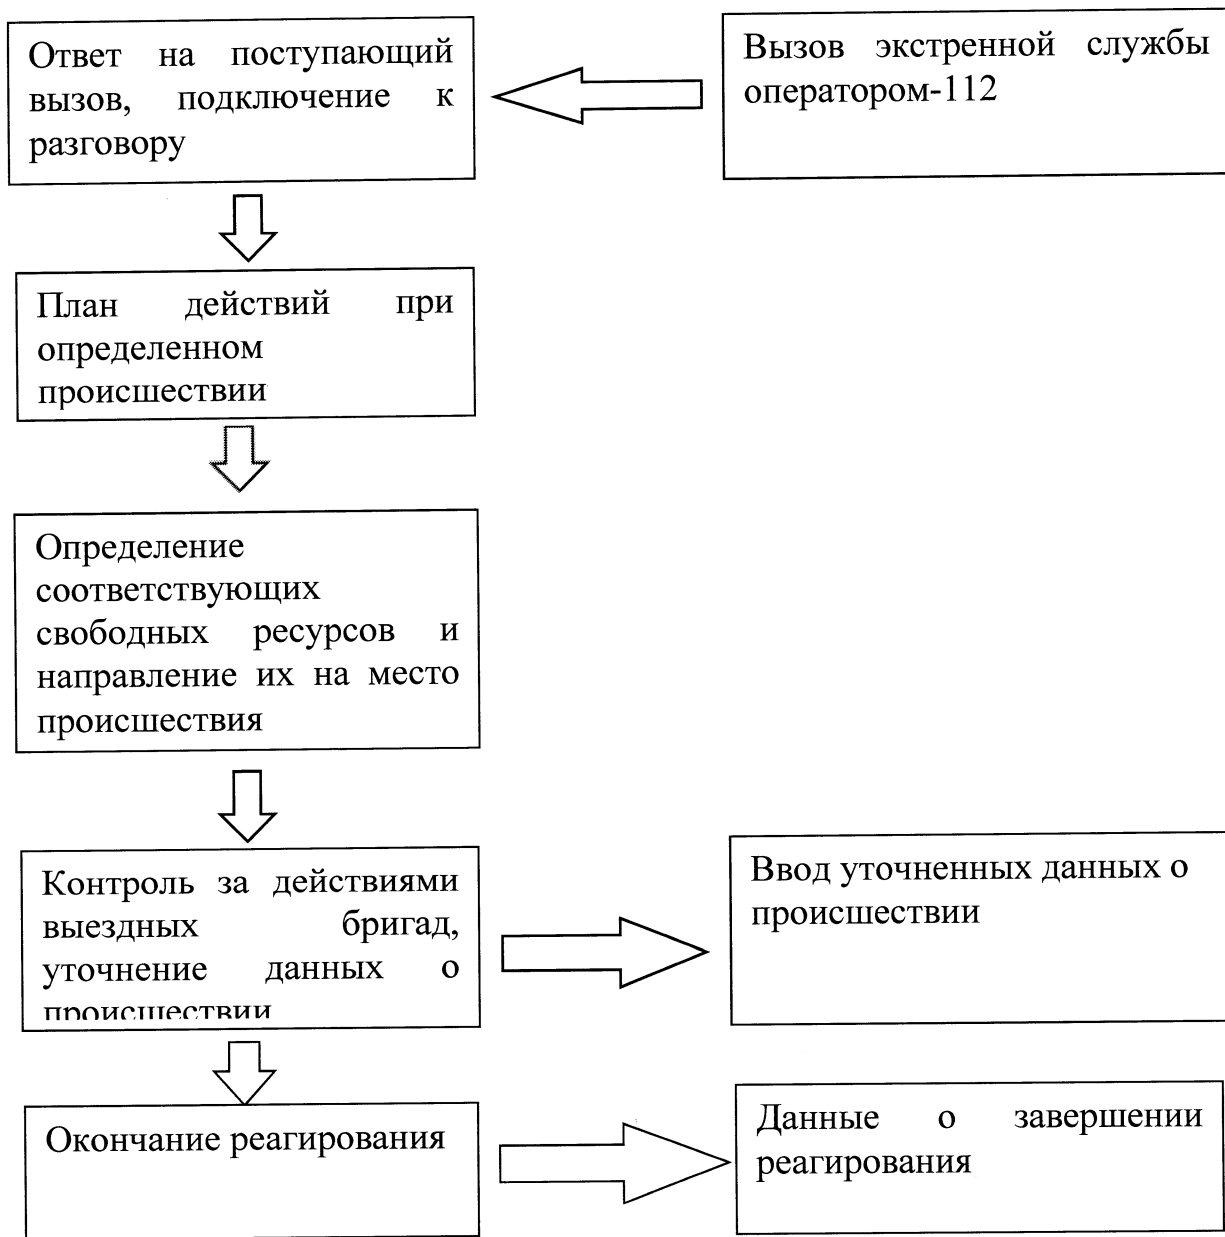 Ответ на поступающий
вызов, подключение к
разговору
Вызов экстренной службы
оператором-112
План действий при
определенном
происшествии
Определение
соответствующих
свободных ресурсов и
направление их на место
происшествия
Контроль за действиями
выездных бригад,
уточнение данных о
происшествии
Ввод уточненных данных о
происшествии
Окончание реагирования
Данные о завершении
реагирования